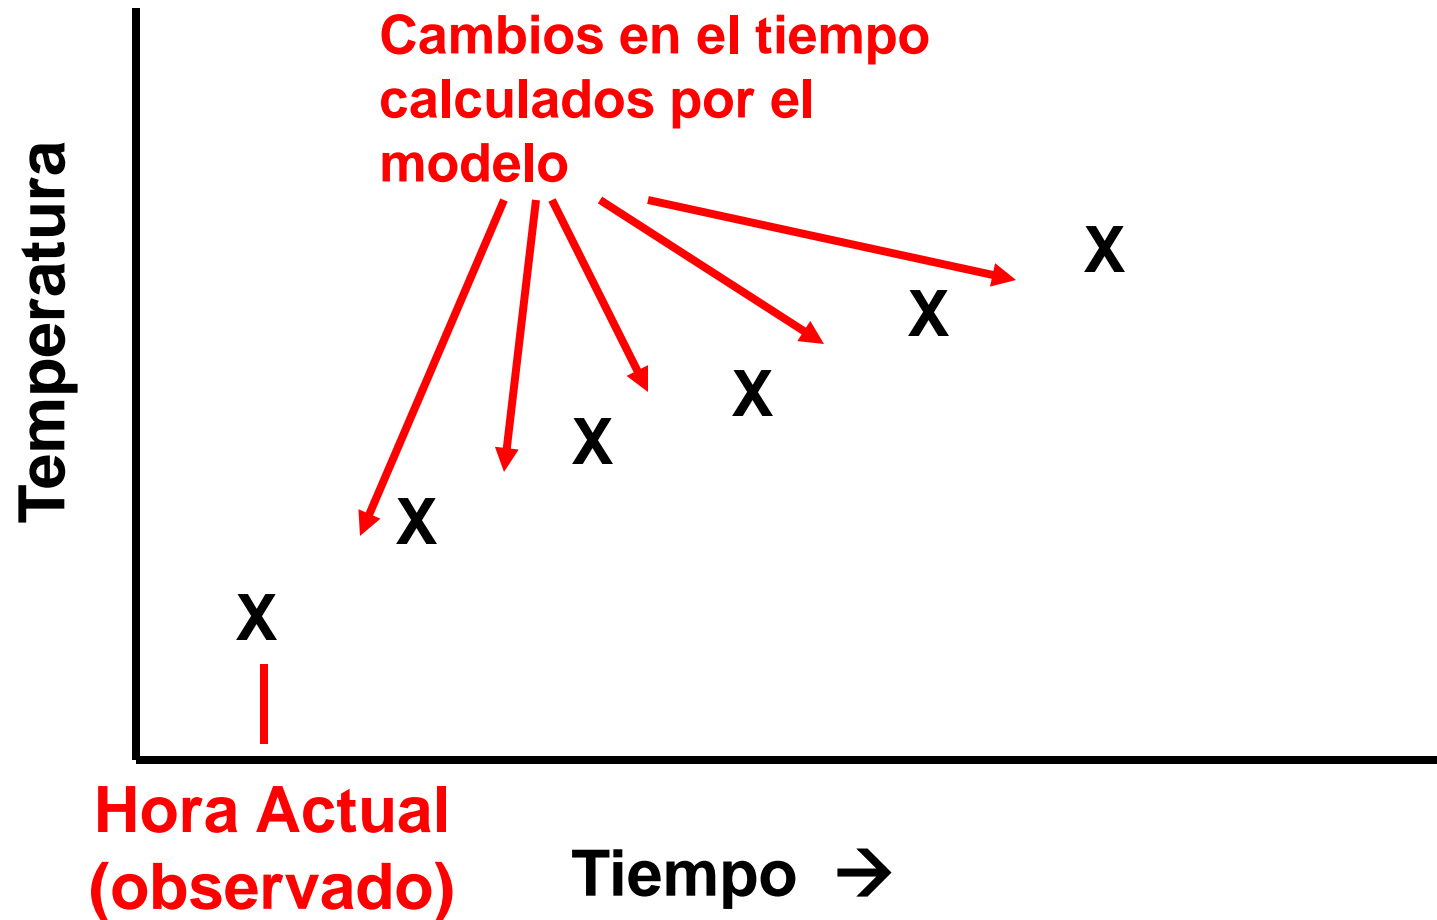 Cambios en el tiempo
calculados por el
modelo
Temperatura
X
X
X
X
X
X
Hora Actual
(observado)
Tiempo →